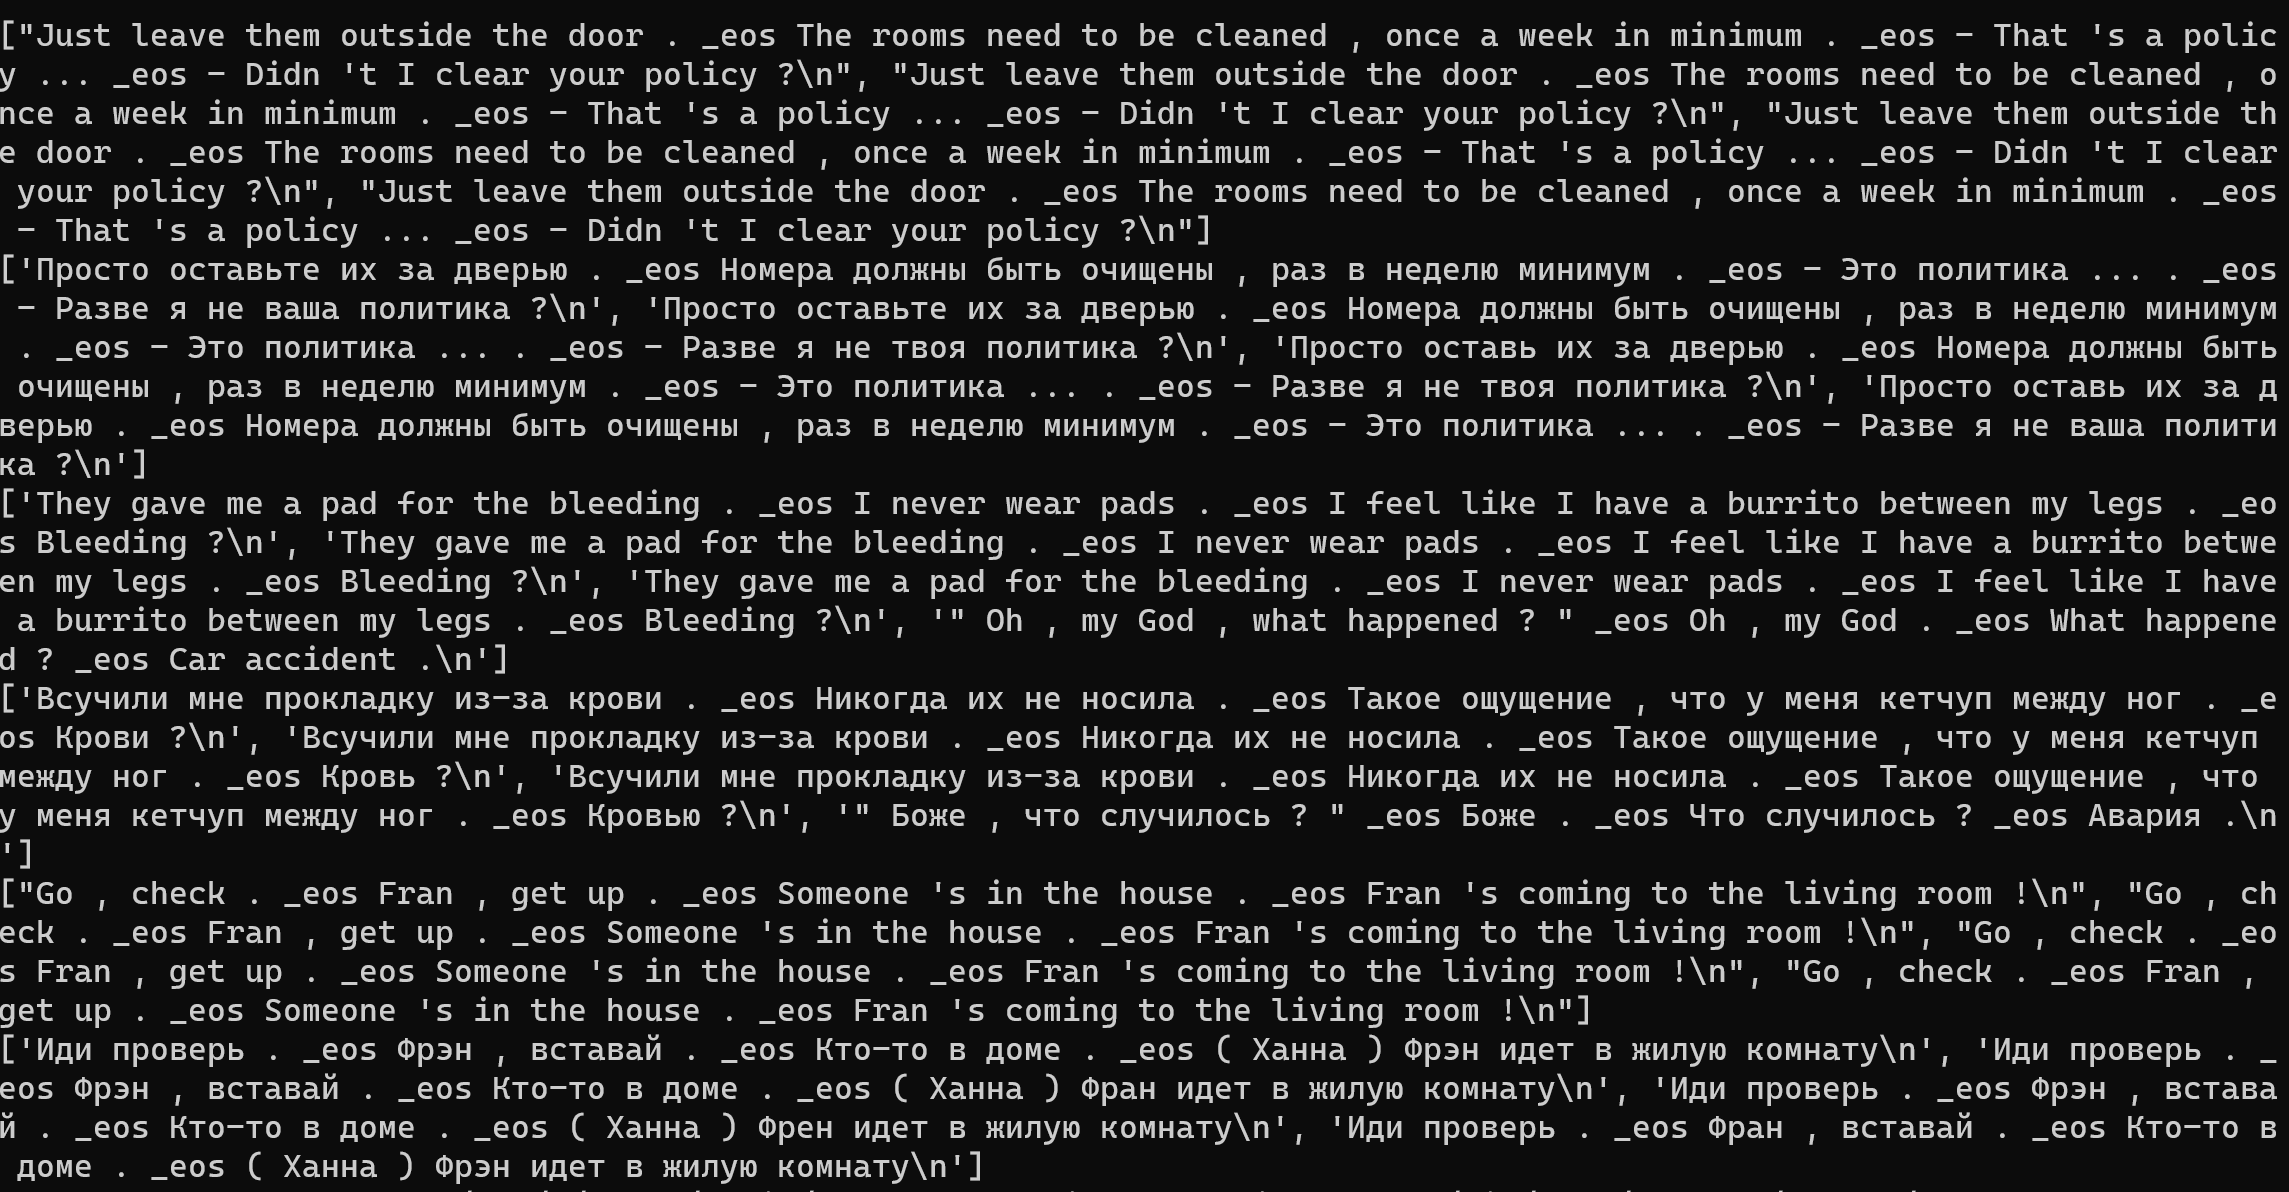 ["Just leave them outside the door . _eos The rooms need to be cleaned , once a week in minimum . _eos – That 's a polic
y ... _eos – Didn 't I clear your policy ?\n", "Just leave them outside the door . _eos The rooms need to be cleaned , o
nce a week in minimum . _eos – That 's a policy ... _eos – Didn 't I clear your policy ?\n", "Just leave them outside th
e door . _eos The rooms need to be cleaned , once a week in minimum . _eos – That 's a policy ... _eos – Didn 't I clear
 your policy ?\n", "Just leave them outside the door . _eos The rooms need to be cleaned , once a week in minimum . _eos
 – That 's a policy ... _eos – Didn 't I clear your policy ?\n"]
['Просто оставьте их за дверью . _eos Номера должны быть очищены , раз в неделю минимум . _eos – Это политика ... . _eos
 – Разве я не ваша политика ?\n', 'Просто оставьте их за дверью . _eos Номера должны быть очищены , раз в неделю минимум
 . _eos – Это политика ... . _eos – Разве я не твоя политика ?\n', 'Просто оставь их за дверью . _eos Номера должны быть
 очищены , раз в неделю минимум . _eos – Это политика ... . _eos – Разве я не твоя политика ?\n', 'Просто оставь их за д
верью . _eos Номера должны быть очищены , раз в неделю минимум . _eos – Это политика ... . _eos – Разве я не ваша полити
ка ?\n']
['They gave me a pad for the bleeding . _eos I never wear pads . _eos I feel like I have a burrito between my legs . _eo
s Bleeding ?\n', 'They gave me a pad for the bleeding . _eos I never wear pads . _eos I feel like I have a burrito betwe
en my legs . _eos Bleeding ?\n', 'They gave me a pad for the bleeding . _eos I never wear pads . _eos I feel like I have
 a burrito between my legs . _eos Bleeding ?\n', '" Oh , my God , what happened ? " _eos Oh , my God . _eos What happene
d ? _eos Car accident .\n']
['Всучили мне прокладку из-за крови . _eos Никогда их не носила . _eos Такое ощущение , что у меня кетчуп между ног . _e
os Крови ?\n', 'Всучили мне прокладку из-за крови . _eos Никогда их не носила . _eos Такое ощущение , что у меня кетчуп
между ног . _eos Кровь ?\n', 'Всучили мне прокладку из-за крови . _eos Никогда их не носила . _eos Такое ощущение , что
у меня кетчуп между ног . _eos Кровью ?\n', '" Боже , что случилось ? " _eos Боже . _eos Что случилось ? _eos Авария .\n
']
["Go , check . _eos Fran , get up . _eos Someone 's in the house . _eos Fran 's coming to the living room !\n", "Go , ch
eck . _eos Fran , get up . _eos Someone 's in the house . _eos Fran 's coming to the living room !\n", "Go , check . _eo
s Fran , get up . _eos Someone 's in the house . _eos Fran 's coming to the living room !\n", "Go , check . _eos Fran ,
get up . _eos Someone 's in the house . _eos Fran 's coming to the living room !\n"]
['Иди проверь . _eos Фрэн , вставай . _eos Кто-то в доме . _eos ( Ханна ) Фрэн идет в жилую комнату\n', 'Иди проверь . _
eos Фрэн , вставай . _eos Кто-то в доме . _eos ( Ханна ) Фран идет в жилую комнату\n', 'Иди проверь . _eos Фрэн , встава
й . _eos Кто-то в доме . _eos ( Ханна ) Френ идет в жилую комнату\n', 'Иди проверь . _eos Фран , вставай . _eos Кто-то в
 доме . _eos ( Ханна ) Фрэн идет в жилую комнату\n']